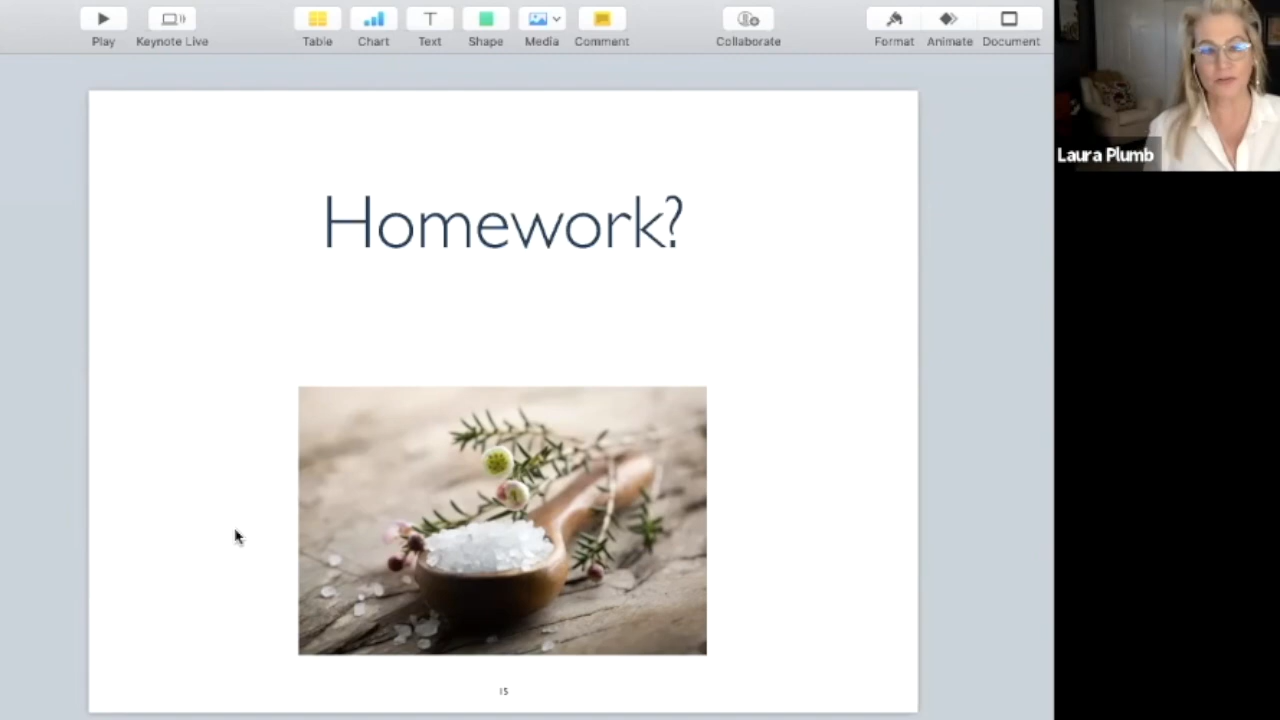 Play
Keynote Live
Table
Chart
Text
Shape
Media
Comment
Collaborate
Format
Animate
Document
Laura Plumb
Homework?
15